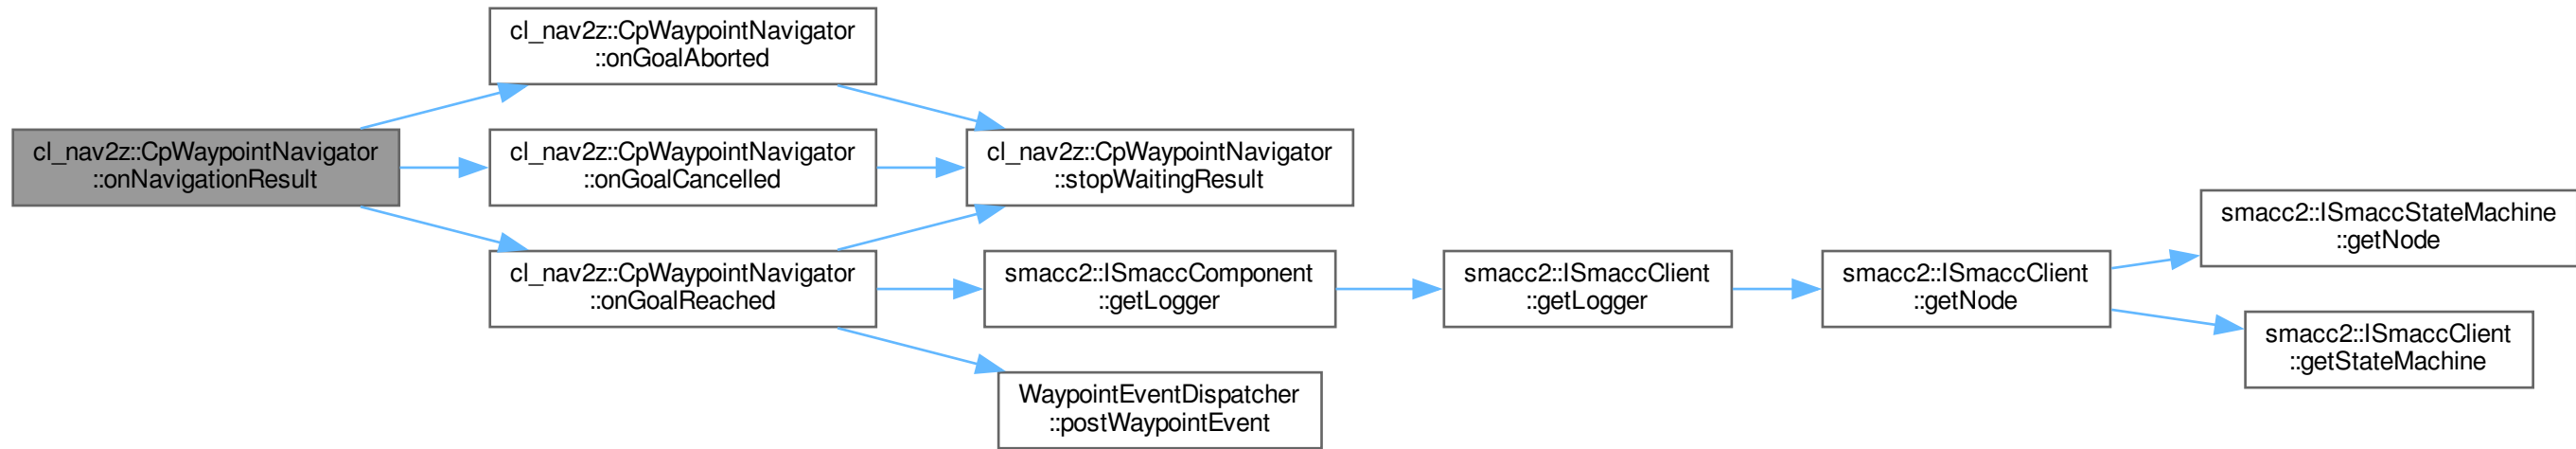 cl_nav2z::CpWaypointNavigator
::onNavigationResult
cl_nav2z::CpWaypointNavigator
::onGoalAborted
cl_nav2z::CpWaypointNavigator
::onGoalCancelled
cl_nav2z::CpWaypointNavigator
::onGoalReached
cl_nav2z::CpWaypointNavigator
::stopWaitingResult
smacc2::ISmaccComponent
::getLogger
WaypointEventDispatcher
::postWaypointEvent
smacc2::ISmaccClient
::getLogger
smacc2::ISmaccClient
::getNode
smacc2::ISmaccStateMachine
::getNode
smacc2::ISmaccClient
::getStateMachine